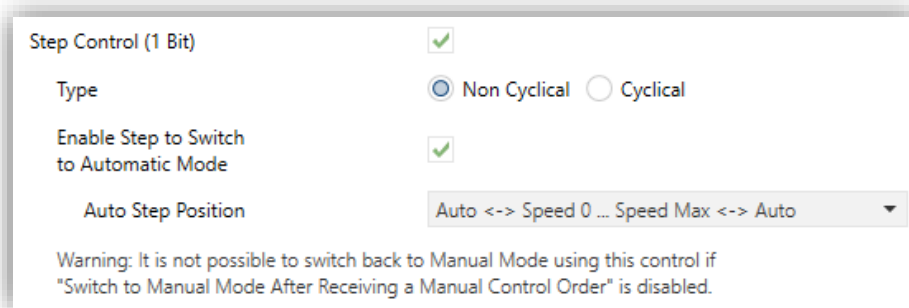 Step Control (1 Bit)
Type
Non Cyclical Cyclical
Enable Step to Switch
to Automatic Mode
Auto Step Position
Auto <-> Speed 0 ... Speed Max <-> Auto
Warning: It is not possible to switch back to Manual Mode using this control if
"Switch to Manual Mode After Receiving a Manual Control Order" is disabled.